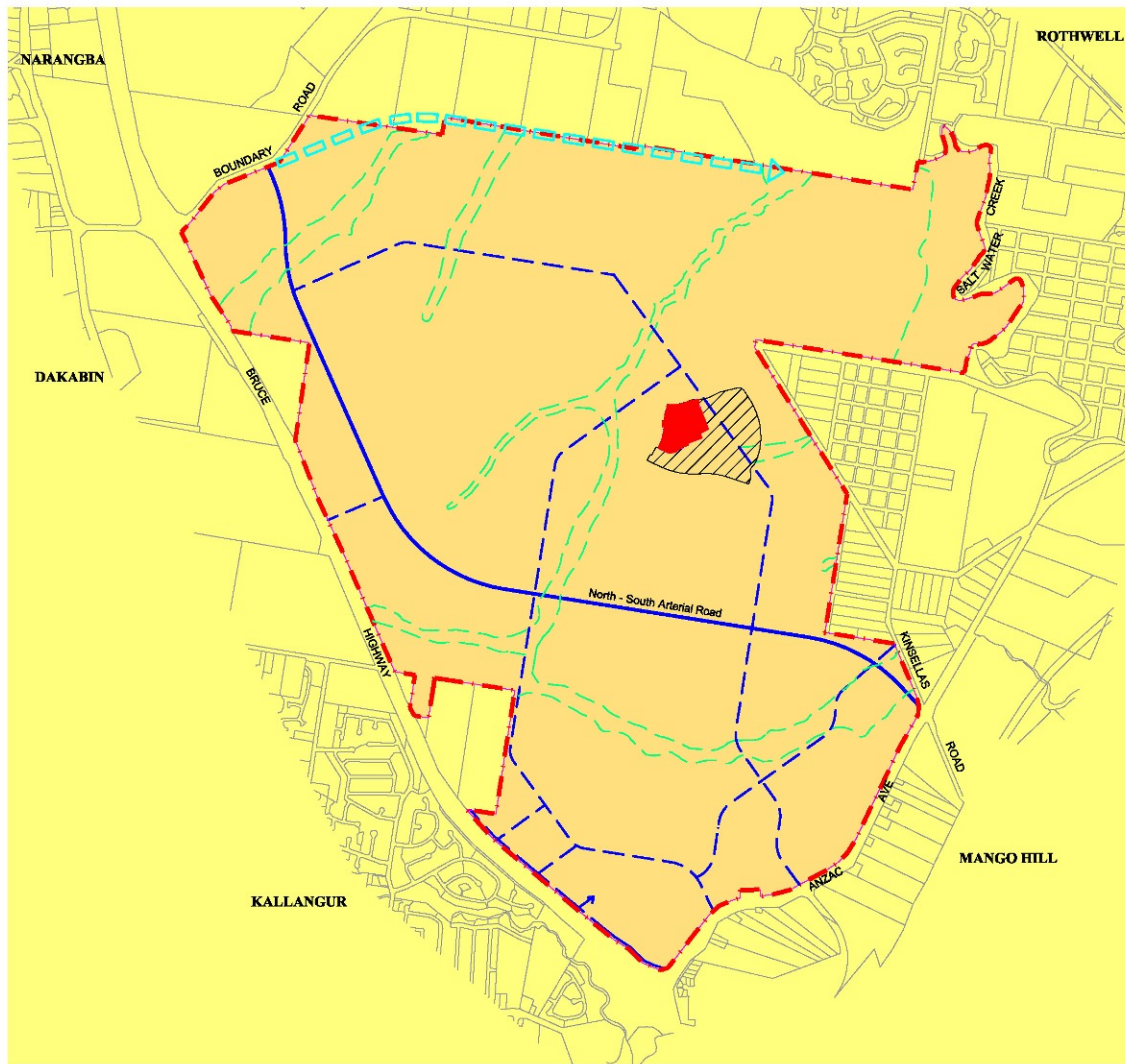 ROTHWELL
NARANGBA
ROAD
BOUNDARY
CREEK
SALT WATER
DAKABIN
BRUCE
North - South Arterial Road
HIGHWAY
KINSELLAS
ROAD
AVE
MANGO HILL
ANZAC
KALLANGUR